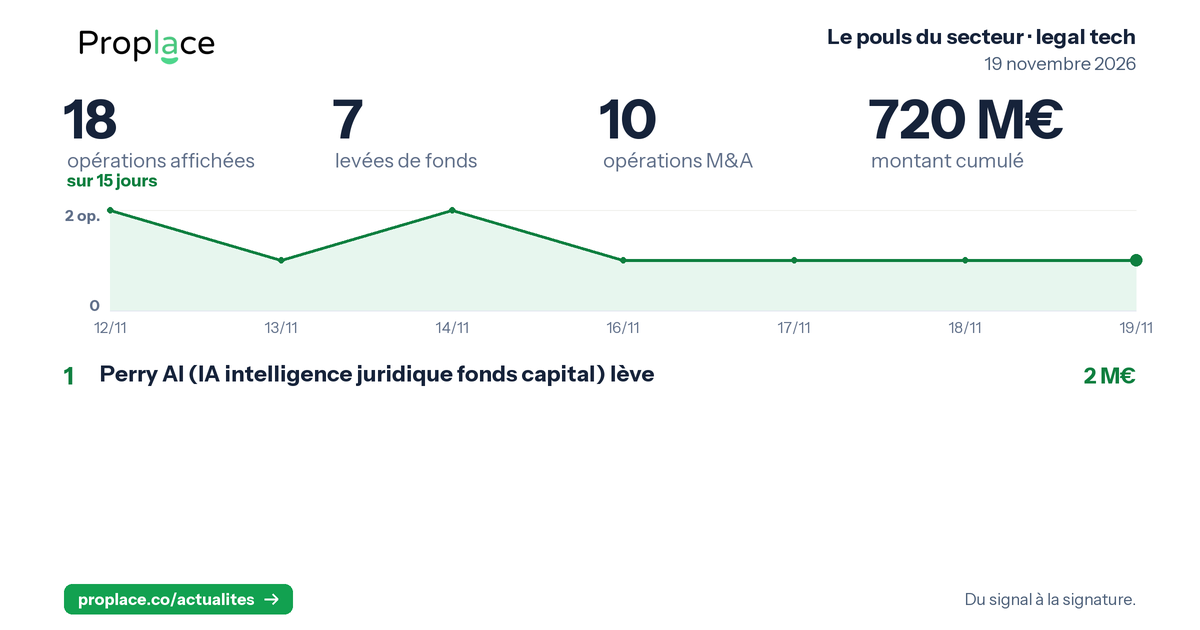 Proplace
Le pouls du secteur · legal tech
19 novembre 2026
18
opérations affichées
sur 15 jours
7
levées de fonds
10
opérations M&A
720 M€
montant cumulé
2 op.
0
12/11
13/11
14/11
16/11
17/11
18/11
19/11
1 Perry AI (IA intelligence juridique fonds capital) lève 2 M€
proplace.co/actualites →
Du signal à la signature.